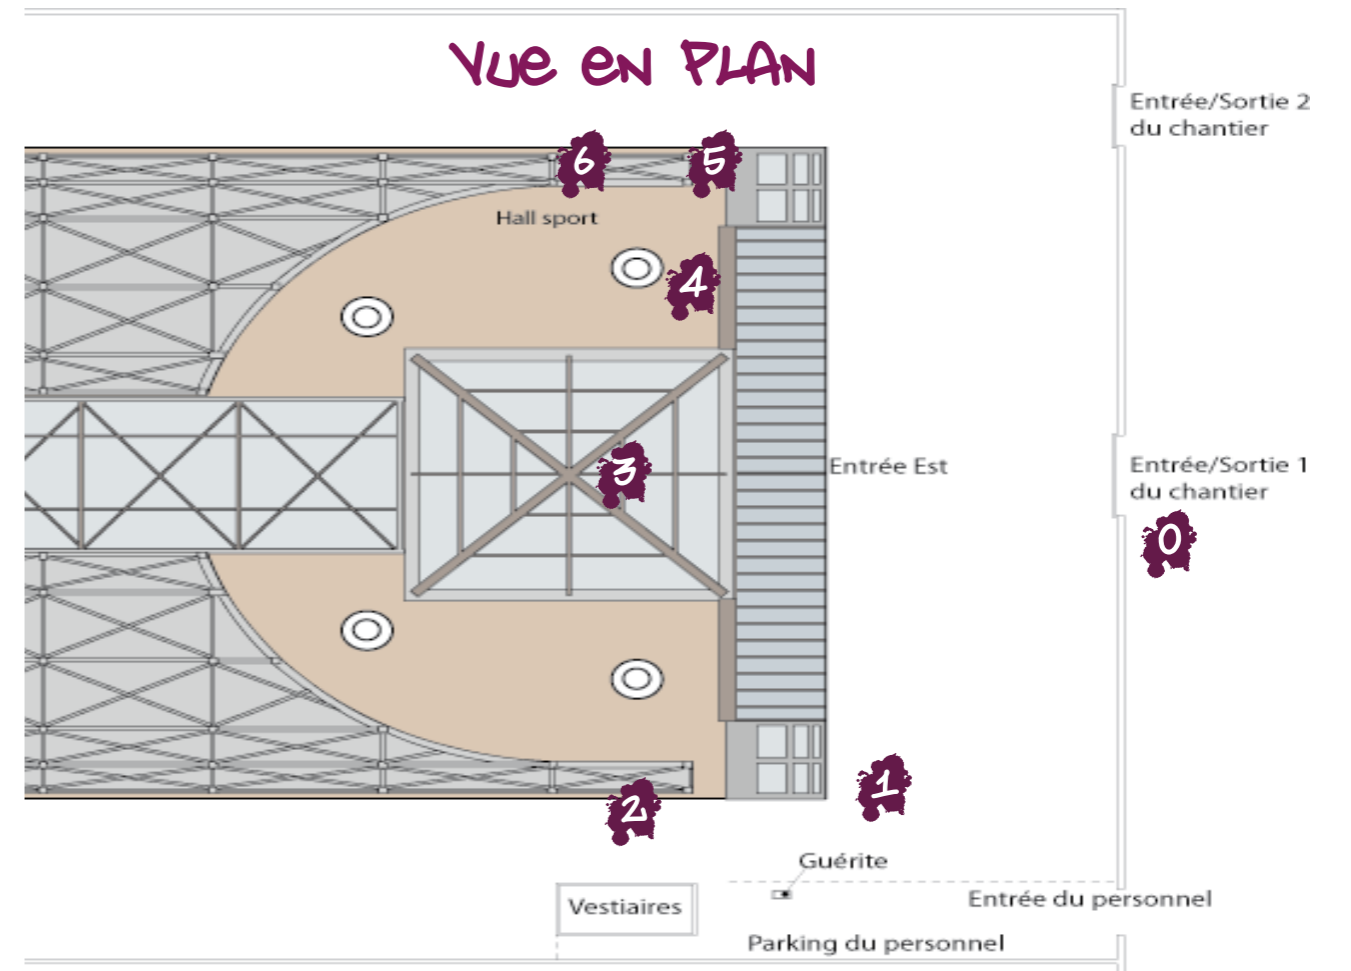 VUE EN PLAN
Entrée/Sortie 2
du chantier
6
5
Hall sport
4
3
Entrée Est
Entrée/Sortie 1
du chantier
0
1
2
Guérite
Vestiaires
Entrée du personnel
Parking du personnel